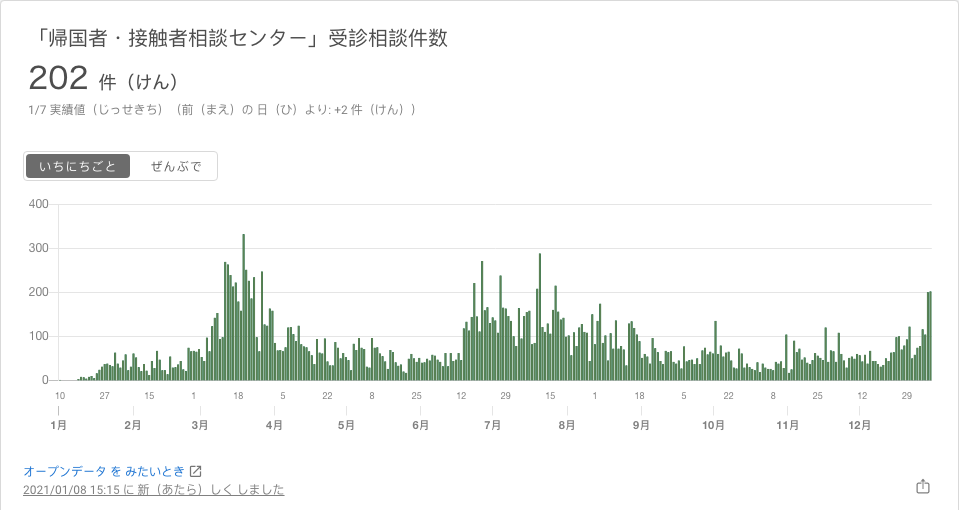 「帰国者・接触者相談センター」受診相談件数
202 件（けん）
1/7 実績値（じっせきち）（前（まえ）の 日（ひ）より: +2 件（けん））
いちにちごと ぜんぶで
400
300
200
100
0
10 27 15 1 18 5 22 8 25 12 29 15 1 18 5 22 8 25 12 29
1月 2月 3月 4月 5月 6月 7月 8月 9月 10月 11月 12月
オープンデータ を みたいとき
2021/01/08 15:15 に 新（あたら）しく しました